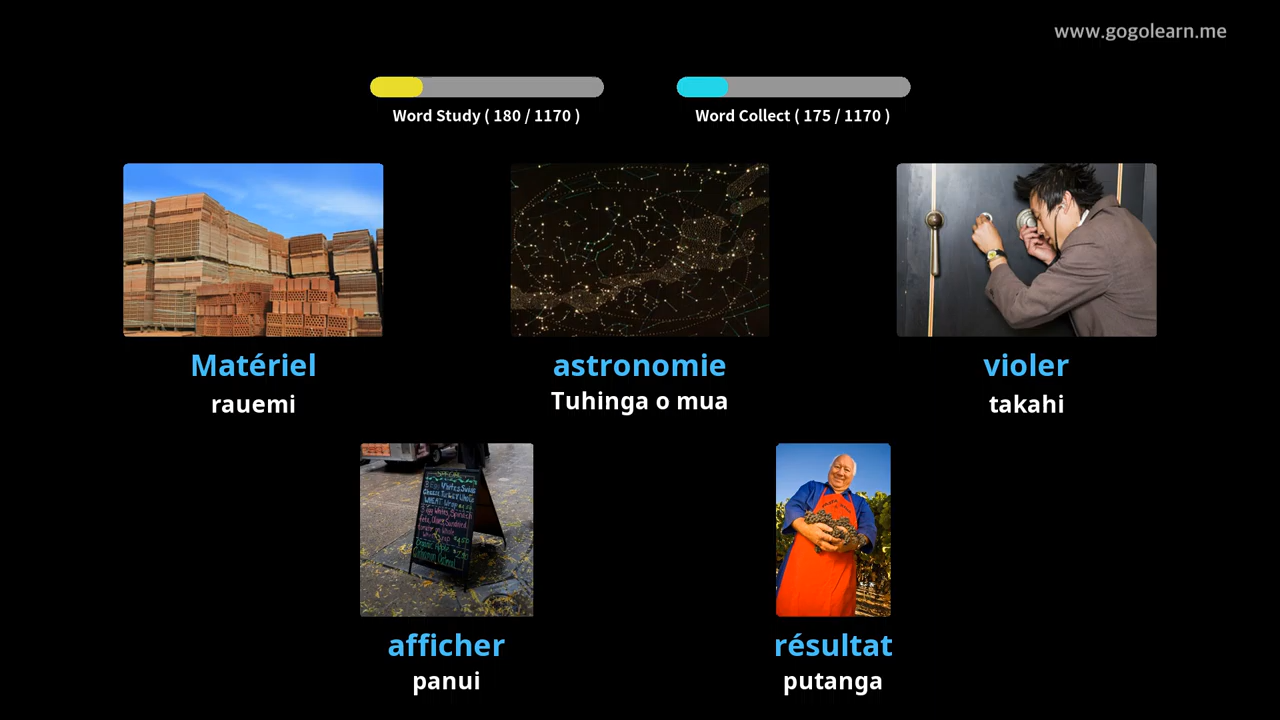 www.gogolearn.me
Word Study ( 180 / 1170 )
Word Collect ( 175 / 1170 )
Matériel
rauemi
astronomie
Tuhinga o mua
violer
takahi
afficher
panui
résultat
putanga